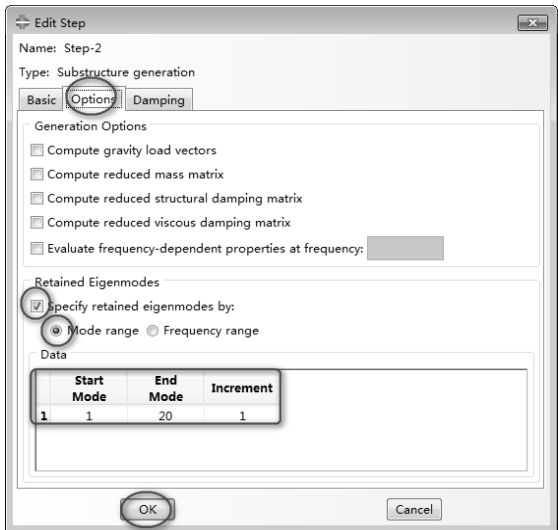 Edit Step
Name: Step-2
Type: Substructure generation
Basic Options Damping
Generation Options
Compute gravity load vectors
Compute reduced mass matrix
Compute reduced structural damping matrix
Compute reduced viscous damping matrix
Evaluate frequency-dependent properties at frequency:
Retained Eigenmodes
Specify retained eigenmodes by:
Mode range Frequency range
Data
Start Mode End Mode Increment
1 1 20 1
OK Cancel